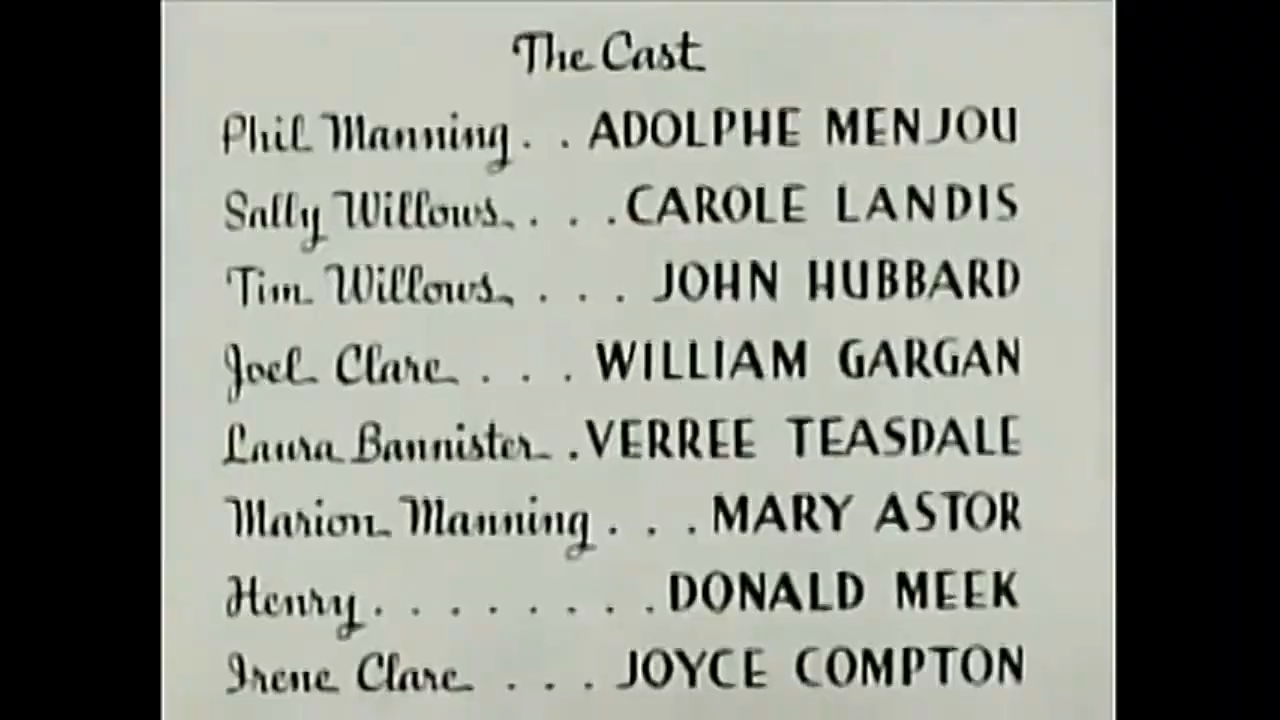 The Cast
Phil Manning . . ADOLPHE MENJOU
Sally Willows . . . CAROLE LANDIS
Tim Willows . . . JOHN HUBBARD
Joel Clare . . . WILLIAM GARGAN
Laura Bannister . VERREE TEASDALE
Marion Manning . . . MARY ASTOR
Henry . . . . . . . . DONALD MEEK
Irene Clare . . . JOYCE COMPTON